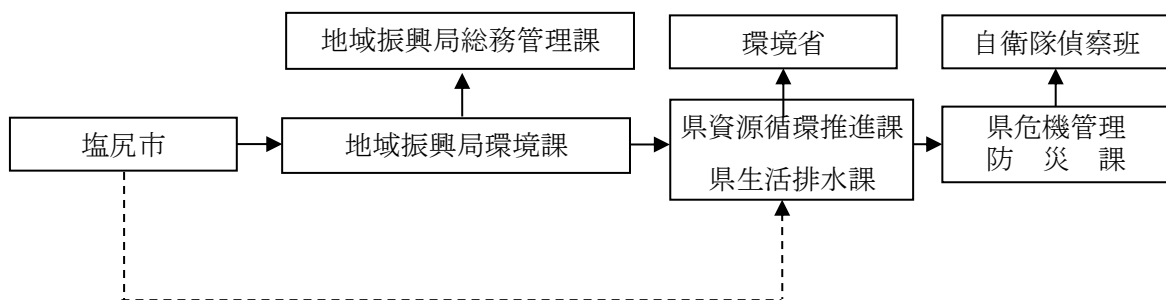 地域振興局総務管理課
環境省
自衛隊偵察班
塩尻市
地域振興局環境課
県資源循環推進課
県生活排水課
県危機管理
防災課